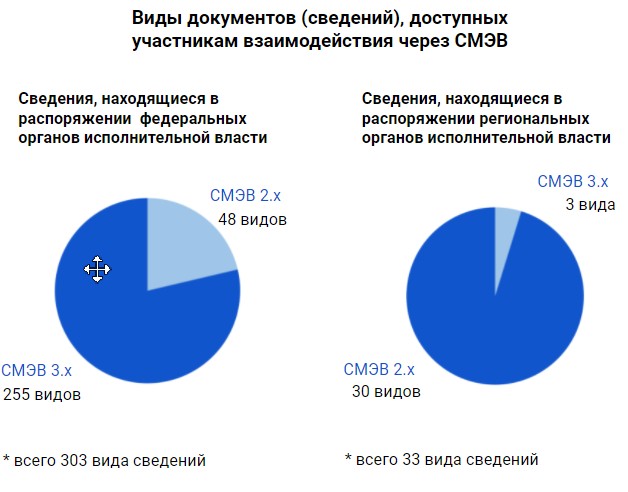 Виды документов (сведений), доступных
участникам взаимодействия через СМЭВ
Сведения, находящиеся в
распоряжении федеральных
органов исполнительной власти
СМЭВ 2.x
48 видов
СМЭВ 3.x
255 видов
* всего 303 вида сведений
Сведения, находящиеся в
распоряжении региональных
органов исполнительной власти
СМЭВ 3.x
3 вида
СМЭВ 2.x
30 видов
* всего 33 вида сведений